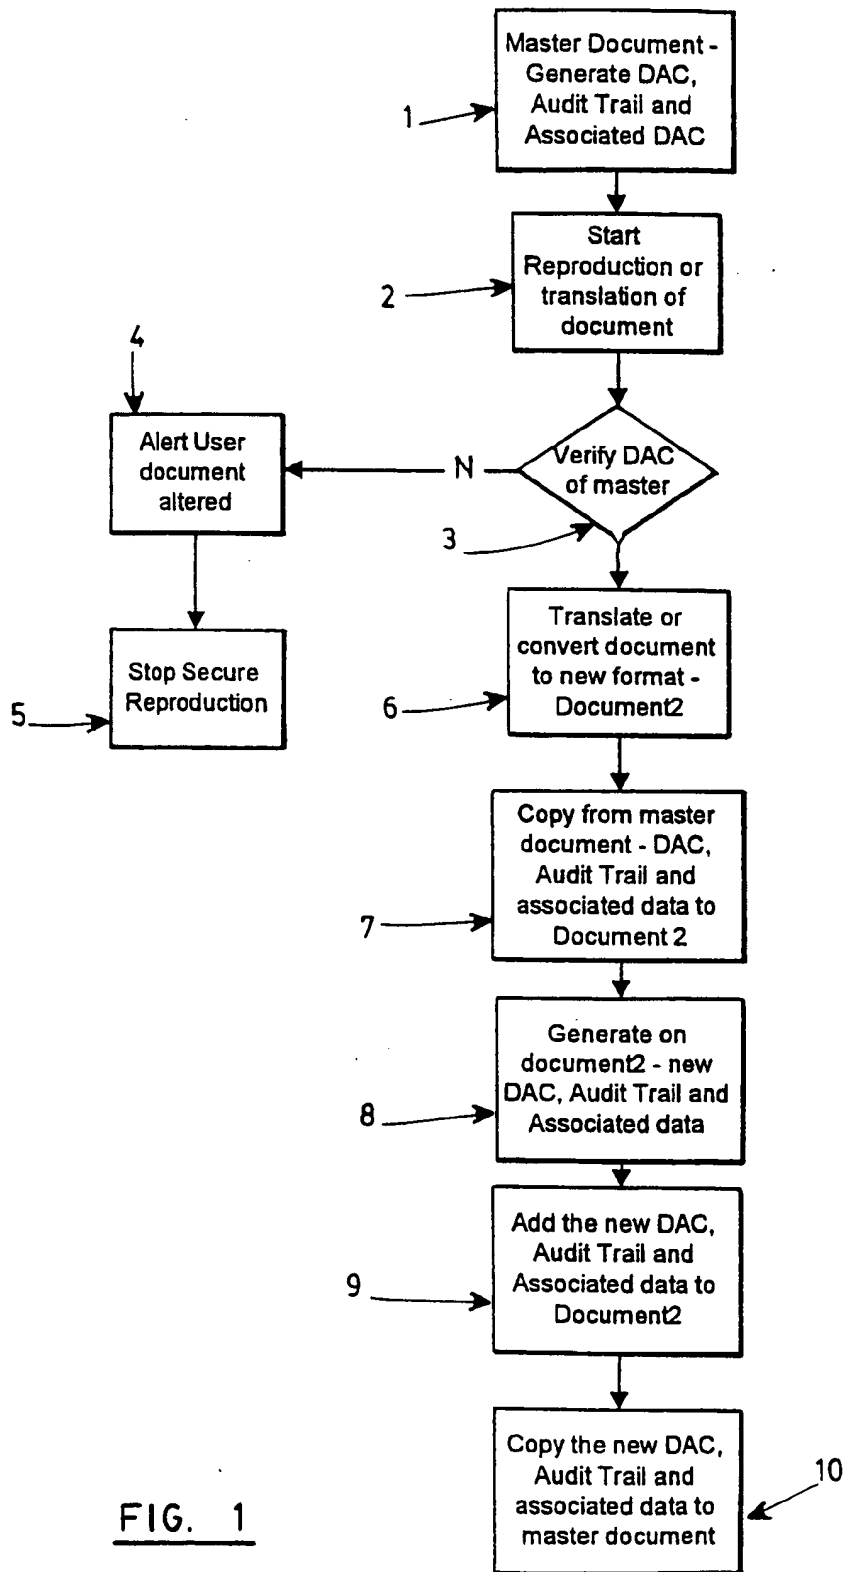 Master Document -
Generate DAC,
Audit Trail and
Associated DAC
1
Start
Reproduction or
translation of
document
2
4
Alert User
document
altered
N
Verify DAC
of master
3
Translate or
convert document
to new format -
Document2
6
Stop Secure
Reproduction
5
Copy from master
document - DAC,
Audit Trail and
associated data to
Document 2
7
Generate on
document2 - new
DAC, Audit Trail and
Associated data
8
Add the new DAC,
Audit Trail and
Associated data to
Document2
9
Copy the new DAC,
Audit Trail and
associated data to
master document
10
FIG. 1